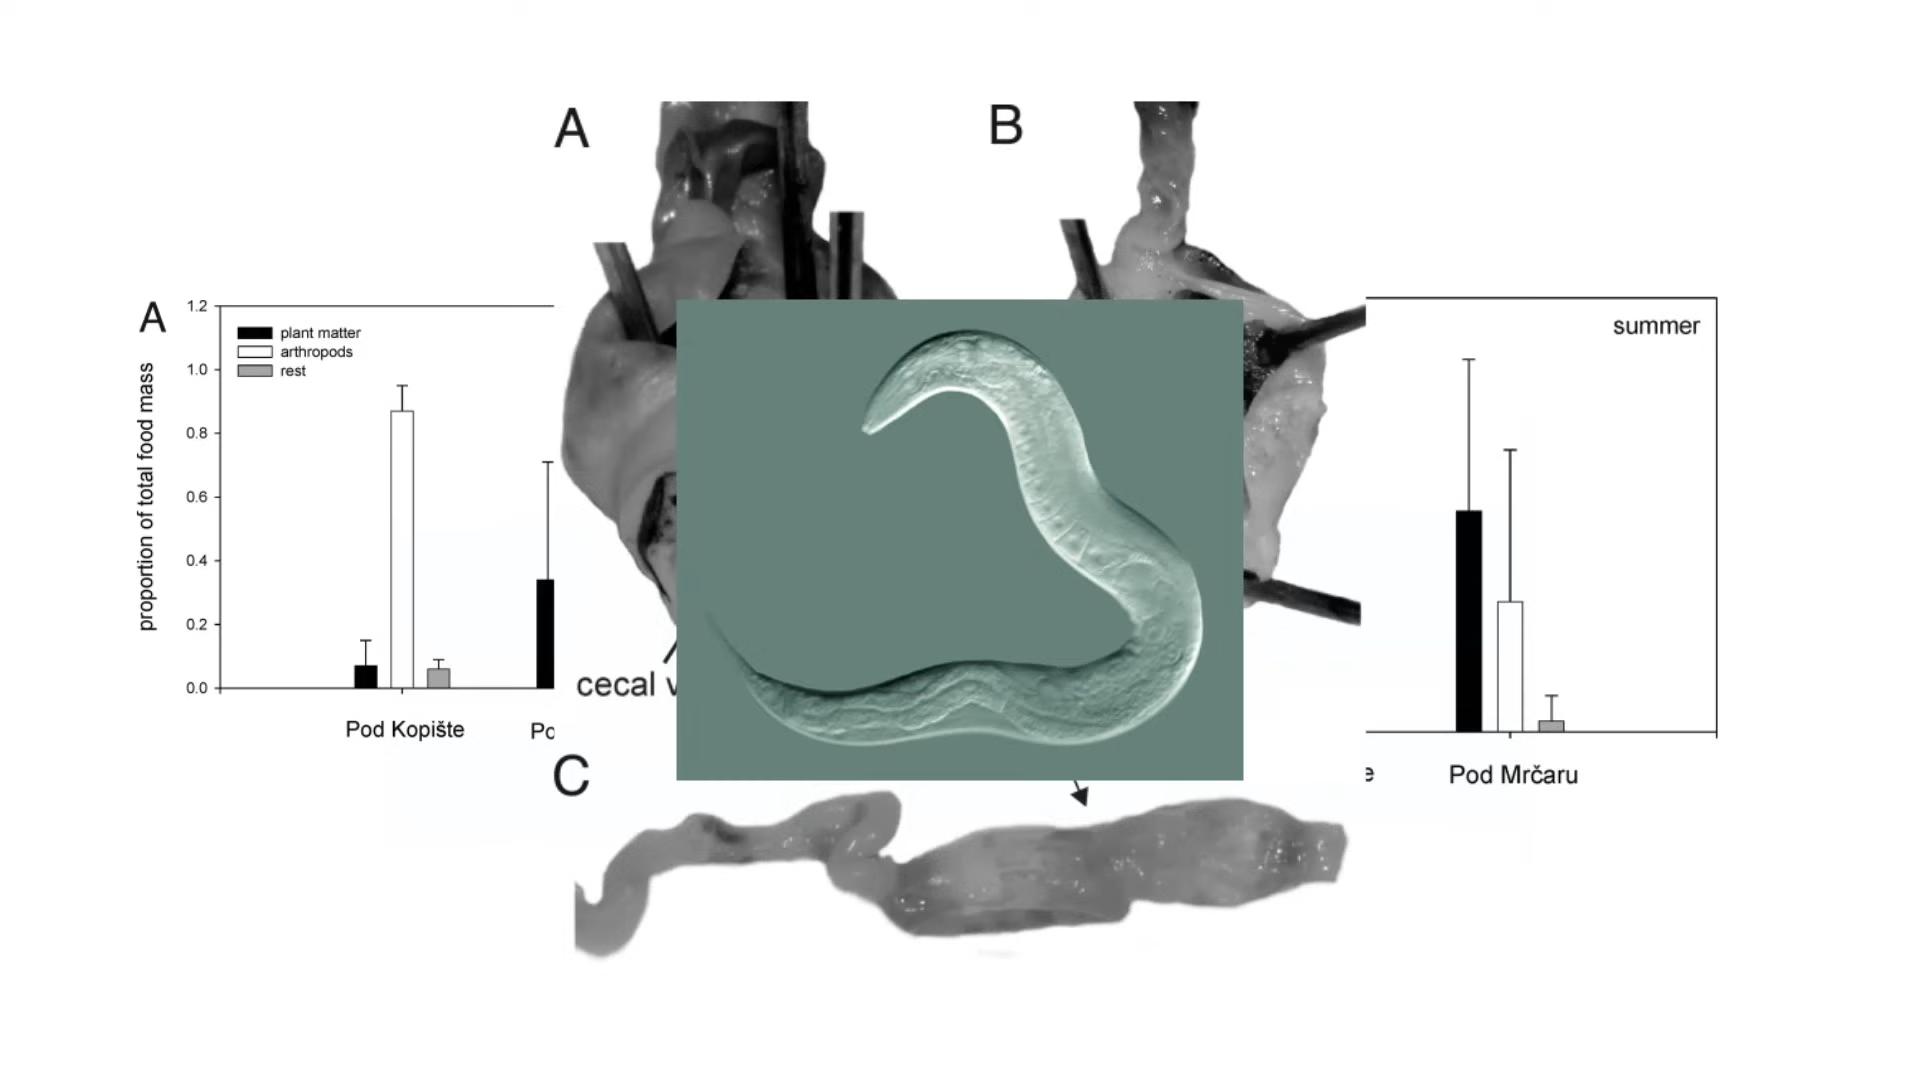 A
B
A
1.2
1.0
0.8
0.6
0.4
0.2
0.0
proportion of total food mass
plant matter
arthropods
rest
Pod Kopište
Po
cecal v
C
summer
e
Pod Mrčaru